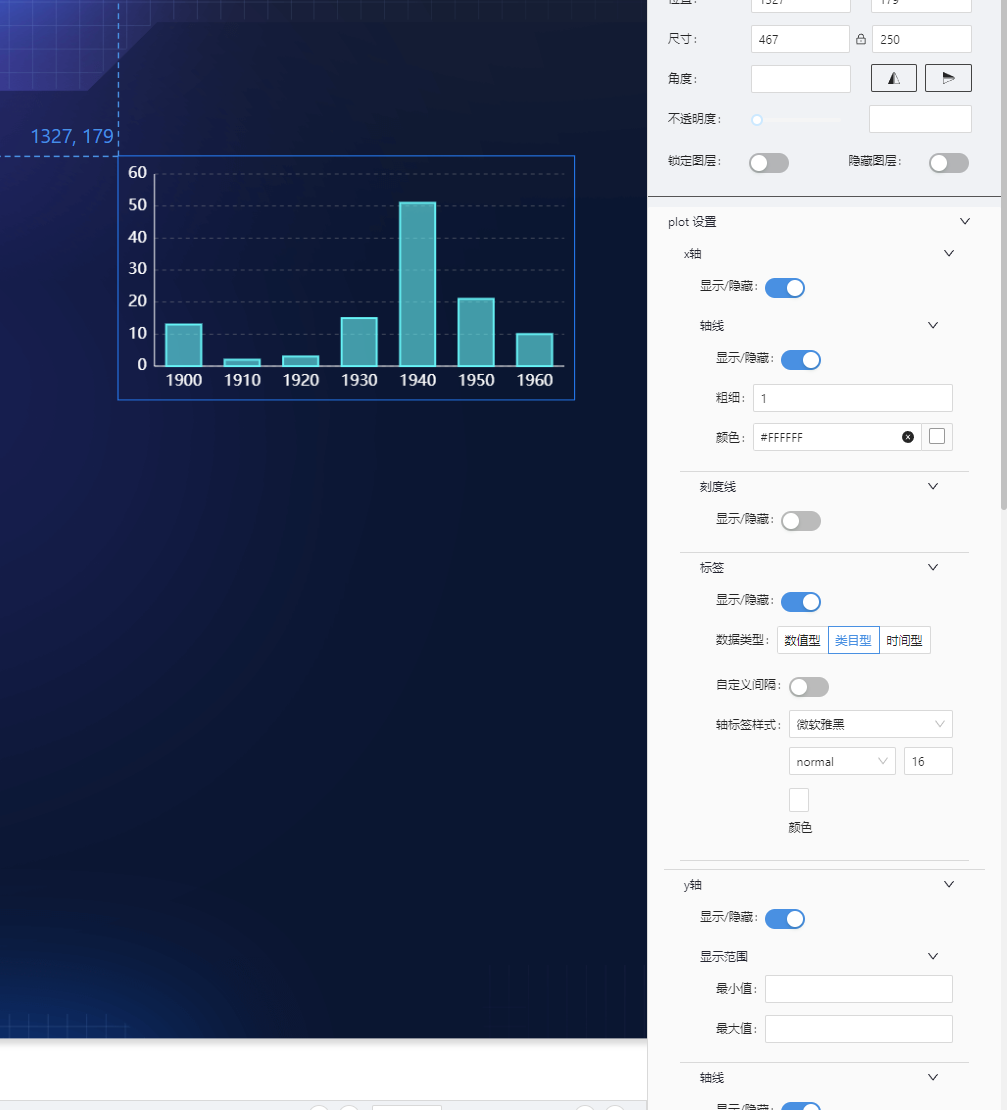 位置： 1327 179
尺寸： 467 250
角度：
不透明度：
锁定图层： 隐藏图层：
1327, 179
60
50
40
30
20
10
0
1900 1910 1920 1930 1940 1950 1960
plot 设置
x轴
显示/隐藏：
轴线
显示/隐藏：
粗细： 1
颜色： #FFFFFF
刻度线
显示/隐藏：
标签
显示/隐藏：
数据类型： 数值型 类目型 时间型
自定义间隔：
轴标签样式： 微软雅黑
normal 16
颜色
y轴
显示/隐藏：
显示范围
最小值：
最大值：
轴线
显示/隐藏：